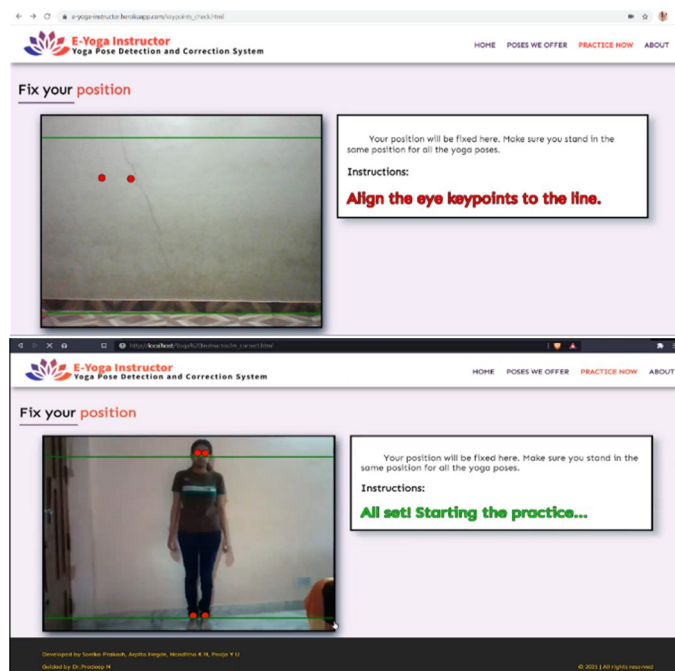 e-yoga-instructor.herokuapp.com/keypoints_check.html
E-Yoga Instructor
Yoga Pose Detection and Correction System
HOME POSES WE OFFER PRACTICE NOW ABOUT
Fix your position
Your position will be fixed here. Make sure you stand in the
same position for all the yoga poses.
Instructions:
Align the eye keypoints to the line.
E-Yoga Instructor
Yoga Pose Detection and Correction System
HOME POSES WE OFFER PRACTICE NOW ABOUT
Fix your position
Your position will be fixed here. Make sure you stand in the
same position for all the yoga poses.
Instructions:
All set! Starting the practice...
Developed by Sanika Prakash, Arpita Hegde, Nanditha K N, Pooja Y U
Guided by Dr. Pradeep N
© 2021 | All rights reserved